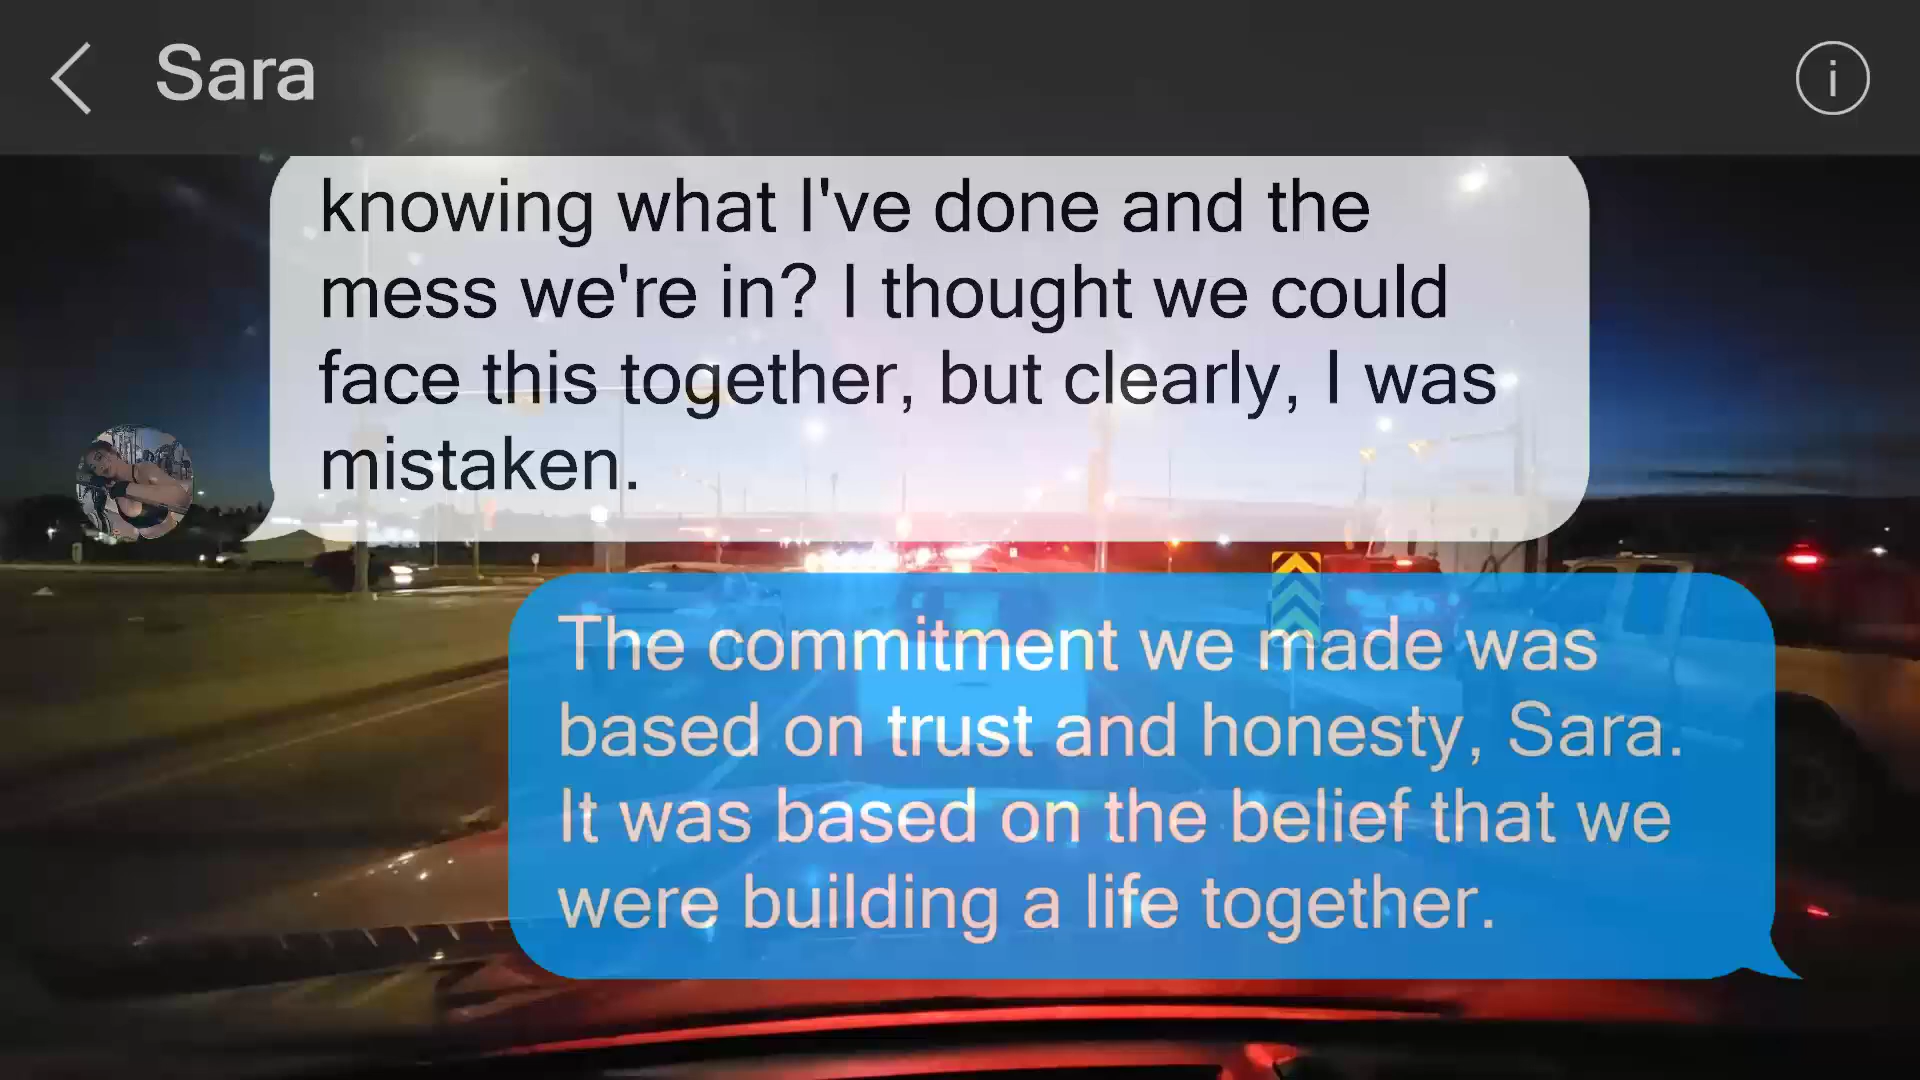 Sara
knowing what I've done and the
mess we're in? I thought we could
face this together, but clearly, I was
mistaken.
The commitment we made was
based on trust and honesty, Sara.
It was based on the belief that we
were building a life together.